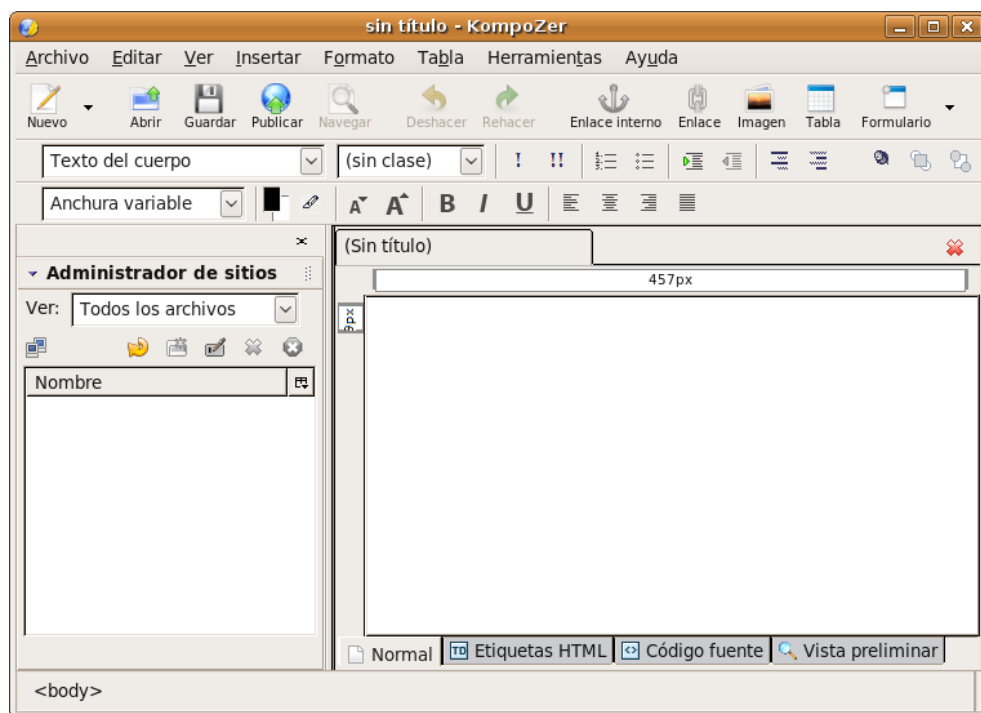 sin título - KompoZer
Archivo Editar Ver Insertar Formato Tabla Herramientas Ayuda
Nuevo Abrir Guardar Publicar Navegar Deshacer Rehacer Enlace interno Enlace Imagen Tabla Formulario
Texto del cuerpo (sin clase) ! !!
Anchura variable A A B I U
(Sin título)
457px
Administrador de sitios
Ver: Todos los archivos
Nombre
Normal TD Etiquetas HTML Código fuente Vista preliminar
<body>